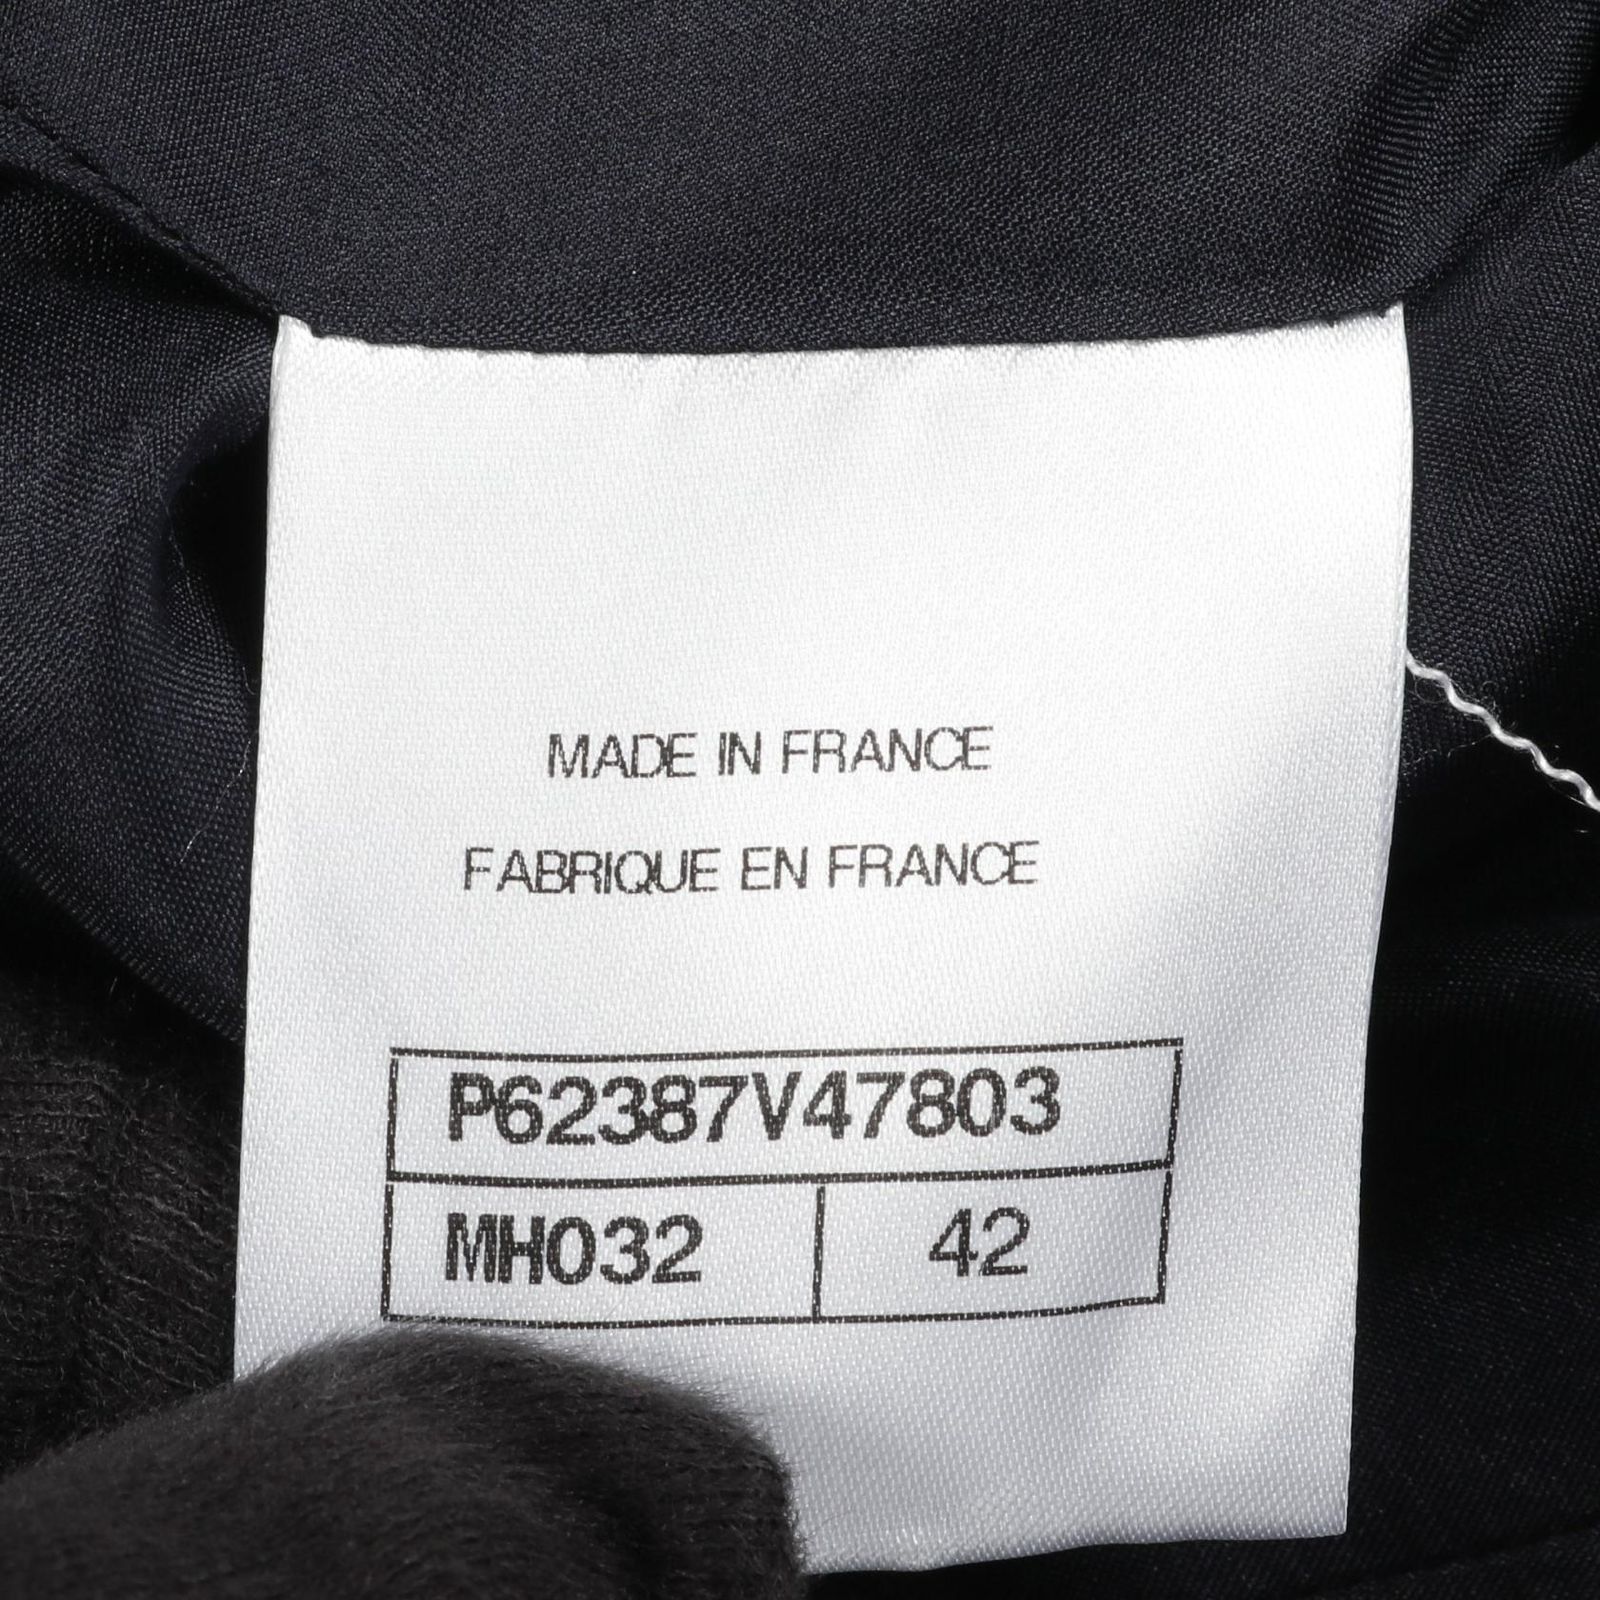 MADE IN FRANCE
FABRIQUE EN FRANCE
P62387V47803
MH032 42